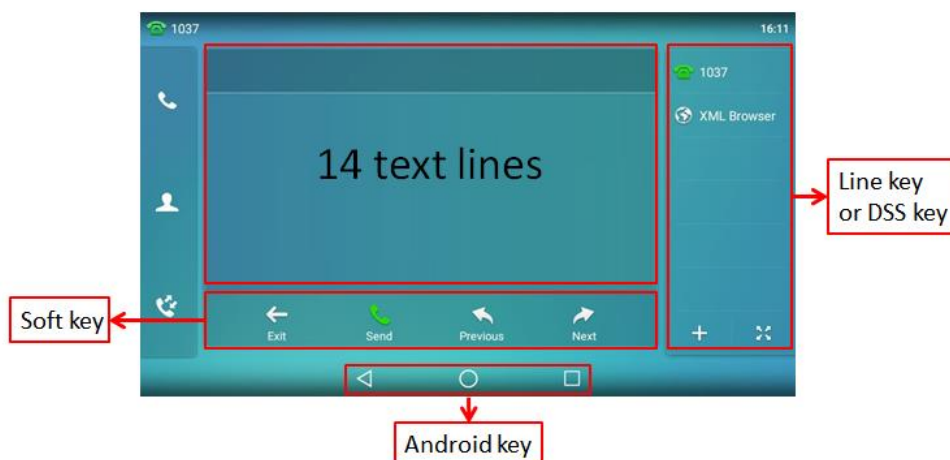 1037
16:11
1037
XML Browser
14 text lines
Line key
or DSS key
Soft key
Exit
Send
Previous
Next
Android key